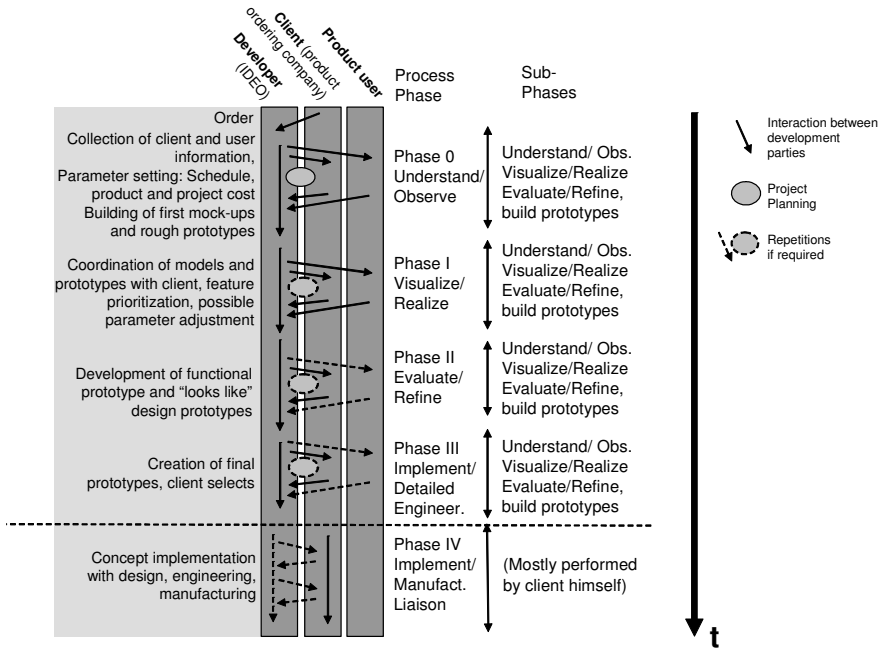 Developer
(IDEO)
Client (product
ordering company)
Product user
Process
Phase
Sub-
Phases
Order
Collection of client and user
information,
Parameter setting: Schedule,
product and project cost
Building of first mock-ups
and rough prototypes
Phase 0
Understand/
Observe
Understand/ Obs.
Visualize/Realize
Evaluate/Refine,
build prototypes
Coordination of models and
prototypes with client, feature
prioritization, possible
parameter adjustment
Phase I
Visualize/
Realize
Understand/ Obs.
Visualize/Realize
Evaluate/Refine,
build prototypes
Development of functional
prototype and “looks like”
design prototypes
Phase II
Evaluate/
Refine
Understand/ Obs.
Visualize/Realize
Evaluate/Refine,
build prototypes
Creation of final
prototypes, client selects
Phase III
Implement/
Detailed
Engineer.
Understand/ Obs.
Visualize/Realize
Evaluate/Refine,
build prototypes
Concept implementation
with design, engineering,
manufacturing
Phase IV
Implement/
Manufact.
Liaison
(Mostly performed
by client himself)
t
Interaction between
development
parties
Project
Planning
Repetitions
if required